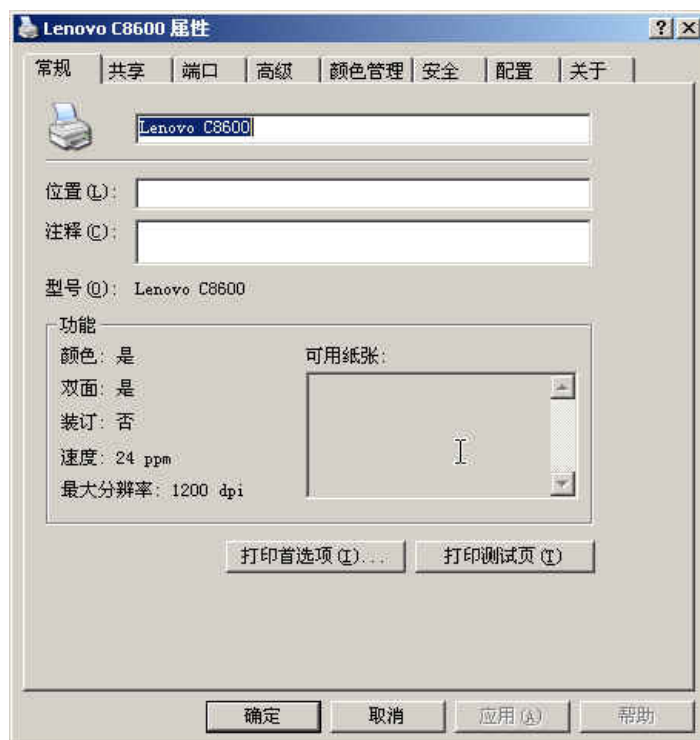 Lenovo C8600 属性
常规 共享 端口 高级 颜色管理 安全 配置 关于
Lenovo C8600
位置(L):
注释(C):
型号(O): Lenovo C8600
功能
颜色: 是
可用纸张:
双面: 是
装订: 否
速度: 24 ppm
最大分辨率: 1200 dpi
打印首选项(I)... 打印测试页(T)
确定 取消 应用(A) 帮助